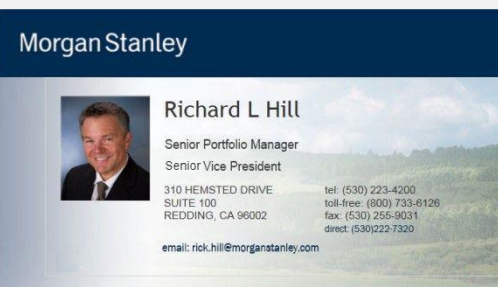 Morgan Stanley
Richard L Hill
Senior Portfolio Manager
Senior Vice President
310 HEMSTED DRIVE
SUITE 100
REDDING, CA 96002
tel: (530) 223-4200
toll-free: (800) 733-6126
fax: (530) 255-9031
direct: (530)222-7320
email: rick.hill@morganstanley.com